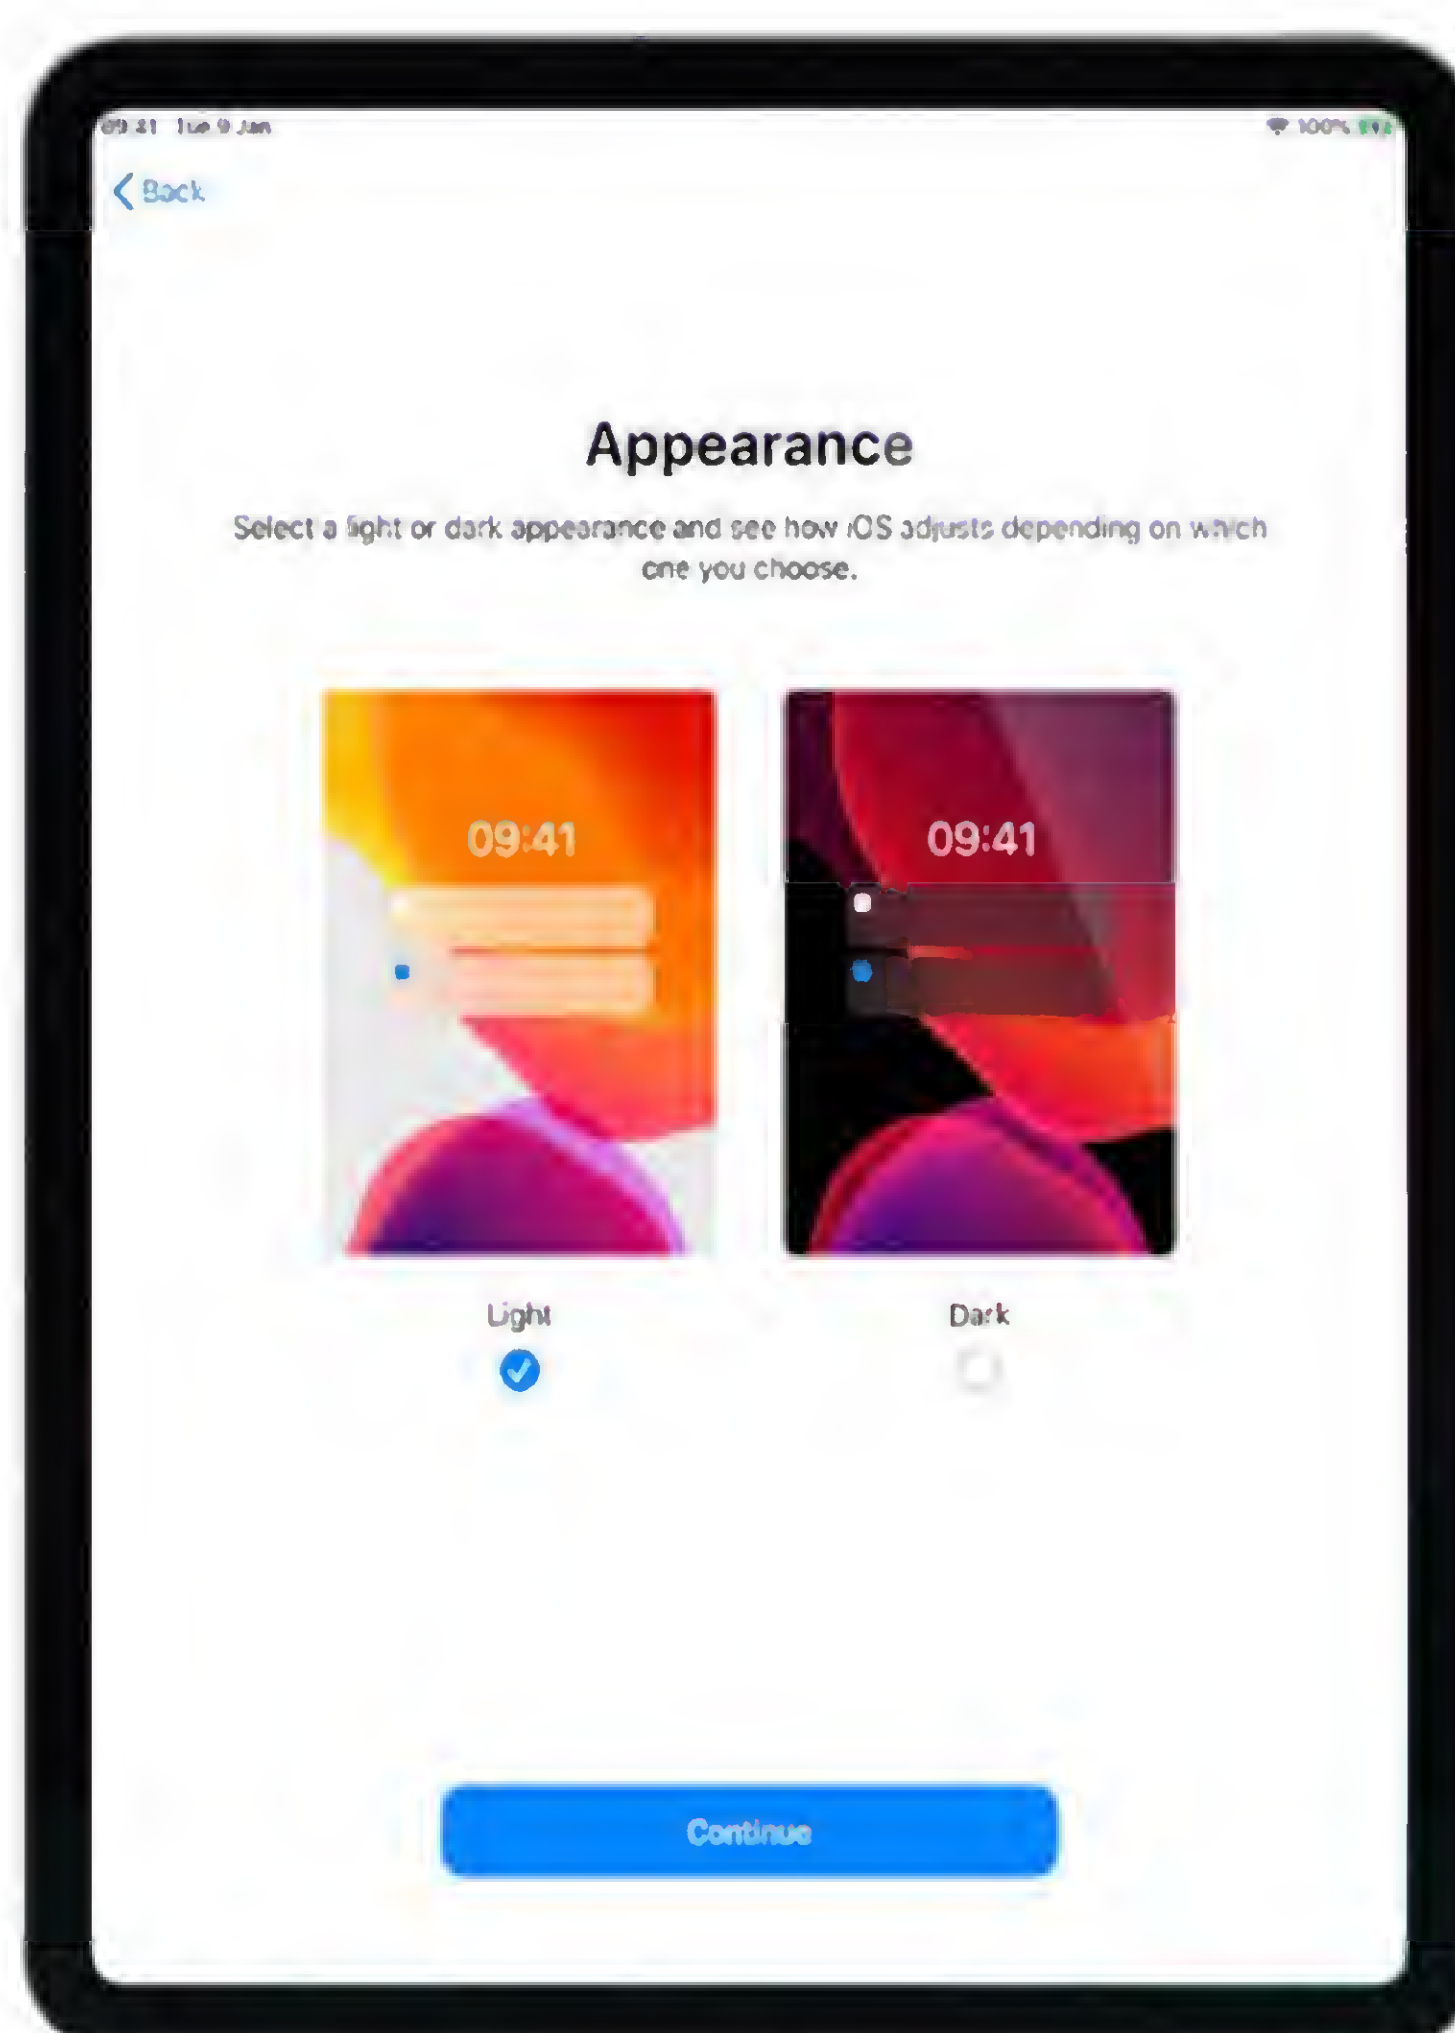 09:41 Tue 9 Jan
100%
Back
Appearance
Select a light or dark appearance and see how iOS adjusts depending on which
one you choose.
09:41
09:41
Light
Dark
Continue